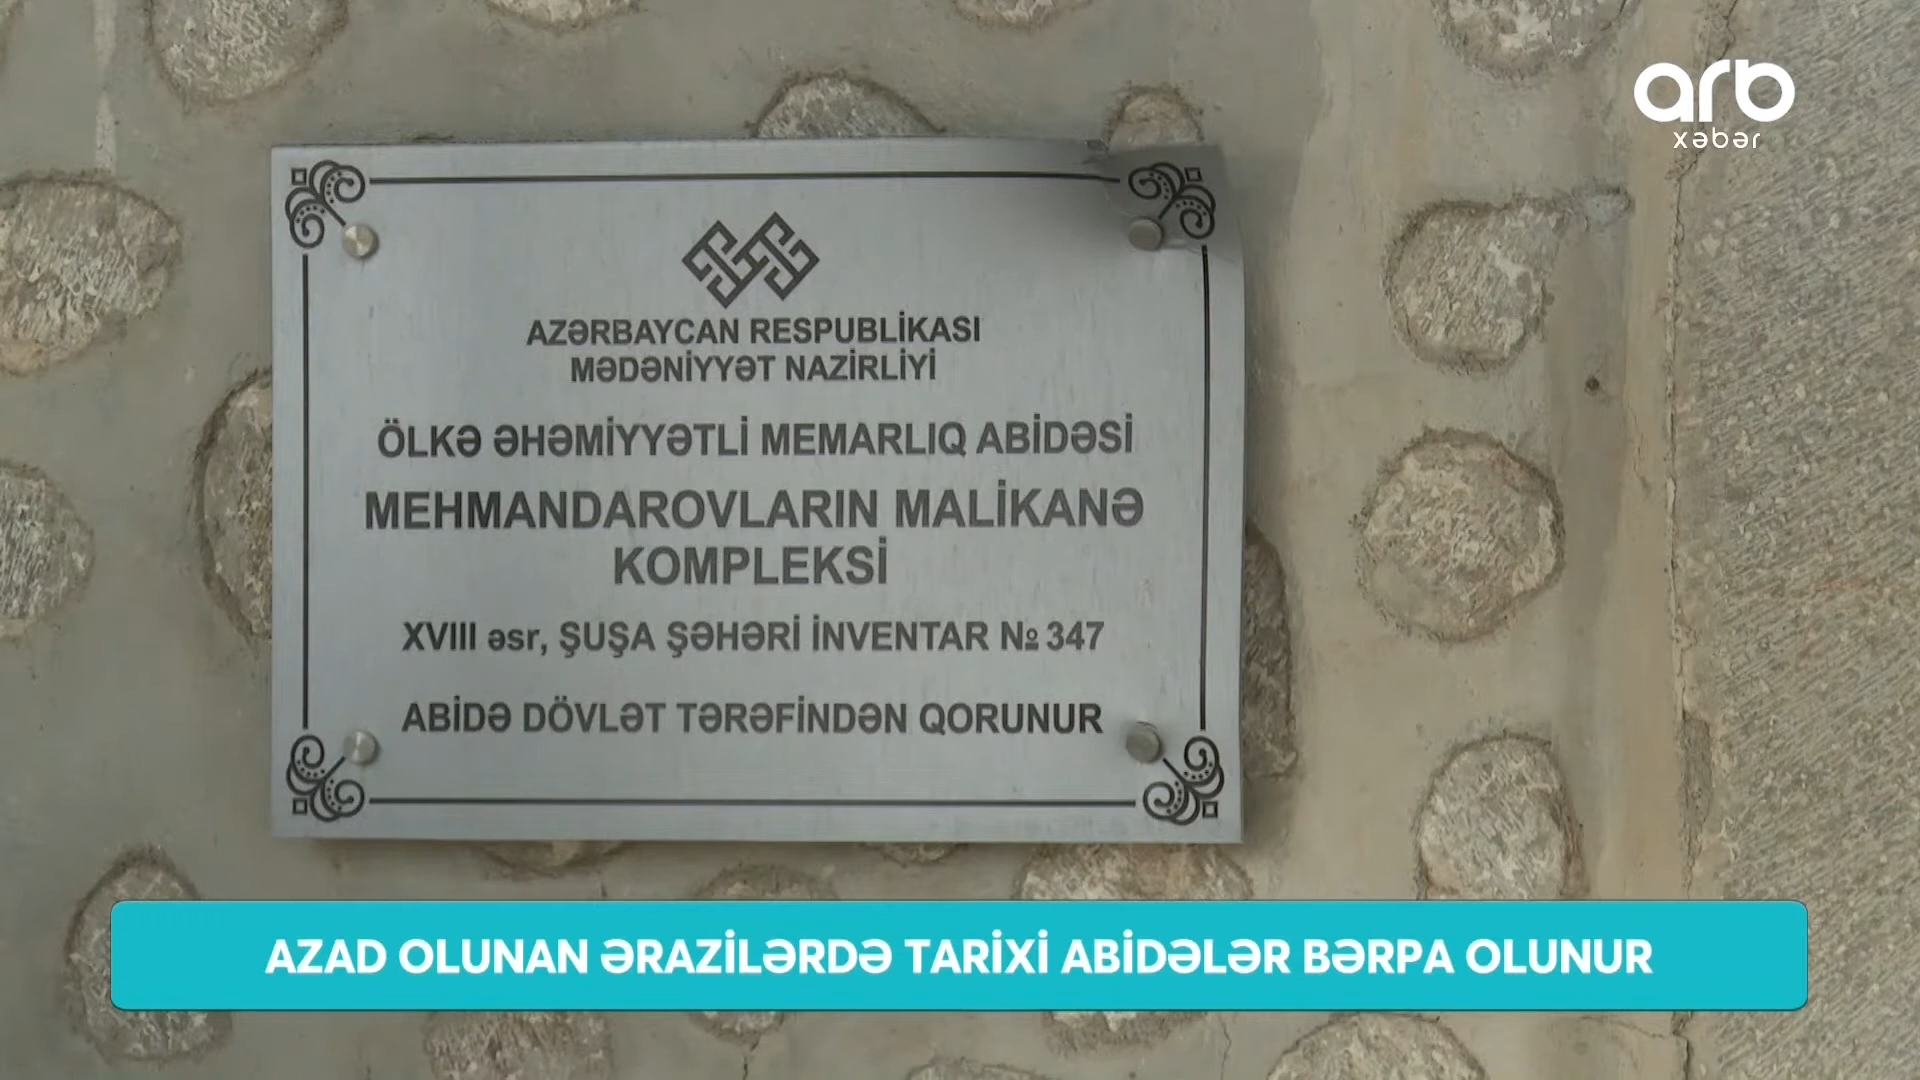 arb
xəbər
AZƏRBAYCAN RESPUBLİKASI
MƏDƏNİYYƏT NAZİRLİYİ
ÖLKƏ ƏHƏMİYYƏTLİ MEMARLIQ ABİDƏSİ
MEHMANDAROVLARIN MALİKANƏ
KOMPLEKSİ
XVIII əsr, ŞUŞA ŞƏHƏRİ İNVENTAR № 347
ABİDƏ DÖVLƏT TƏRƏFİNDƏN QORUNUR
AZAD OLUNAN ƏRAZİLƏRDƏ TARİXİ ABİDƏLƏR BƏRPA OLUNUR